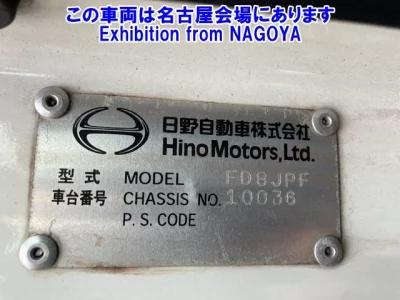 この車両は名古屋会場にあります
Exhibition from NAGOYA
日野自動車株式会社
Hino Motors, Ltd.
型式 MODEL FD8JPF
車台番号 CHASSIS NO. 10036
P. S. CODE